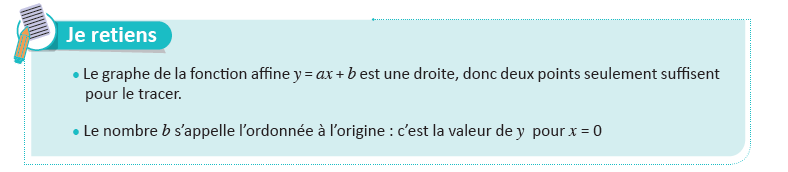 Je retiens
• Le graphe de la fonction affine y = ax + b est une droite, donc deux points seulement suffisent
pour le tracer.
• Le nombre b s’appelle l’ordonnée à l’origine : c’est la valeur de y pour x = 0